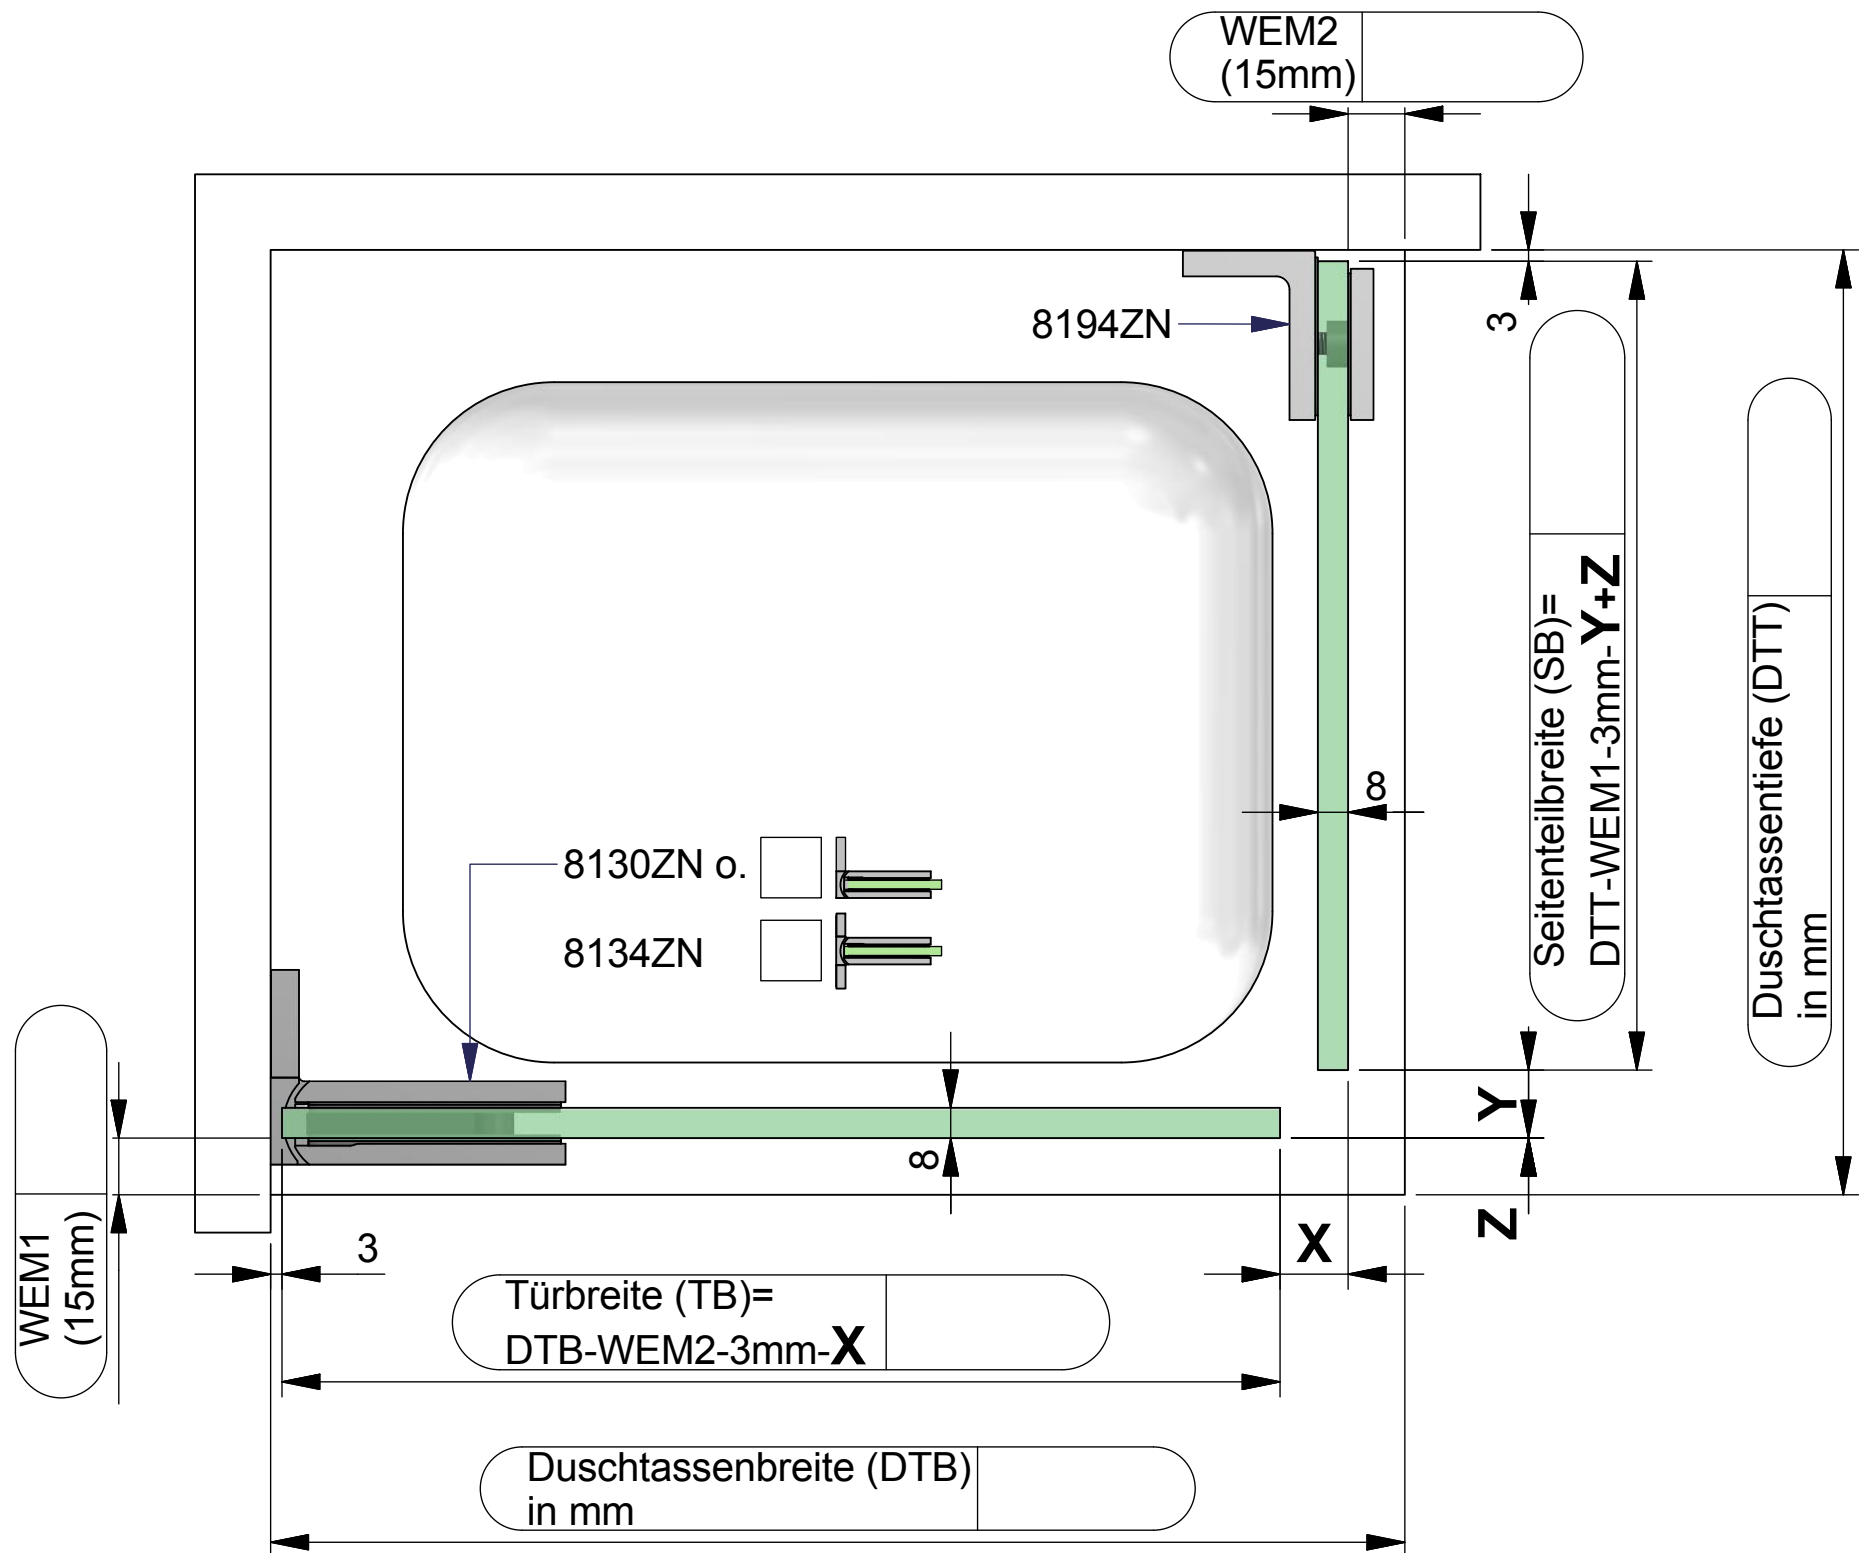 WEM2
(15mm)
8194ZN
3
Seitenteilbreite (SB)=
DTT-WEM1-3mm-Y+Z
Duschtassentiefe (DTT)
in mm
8
8130ZN o.
8134ZN
8
Y
Z
X
WEM1
(15mm)
3
Türbreite (TB)=
DTB-WEM2-3mm-X
Duschtassenbreite (DTB)
in mm